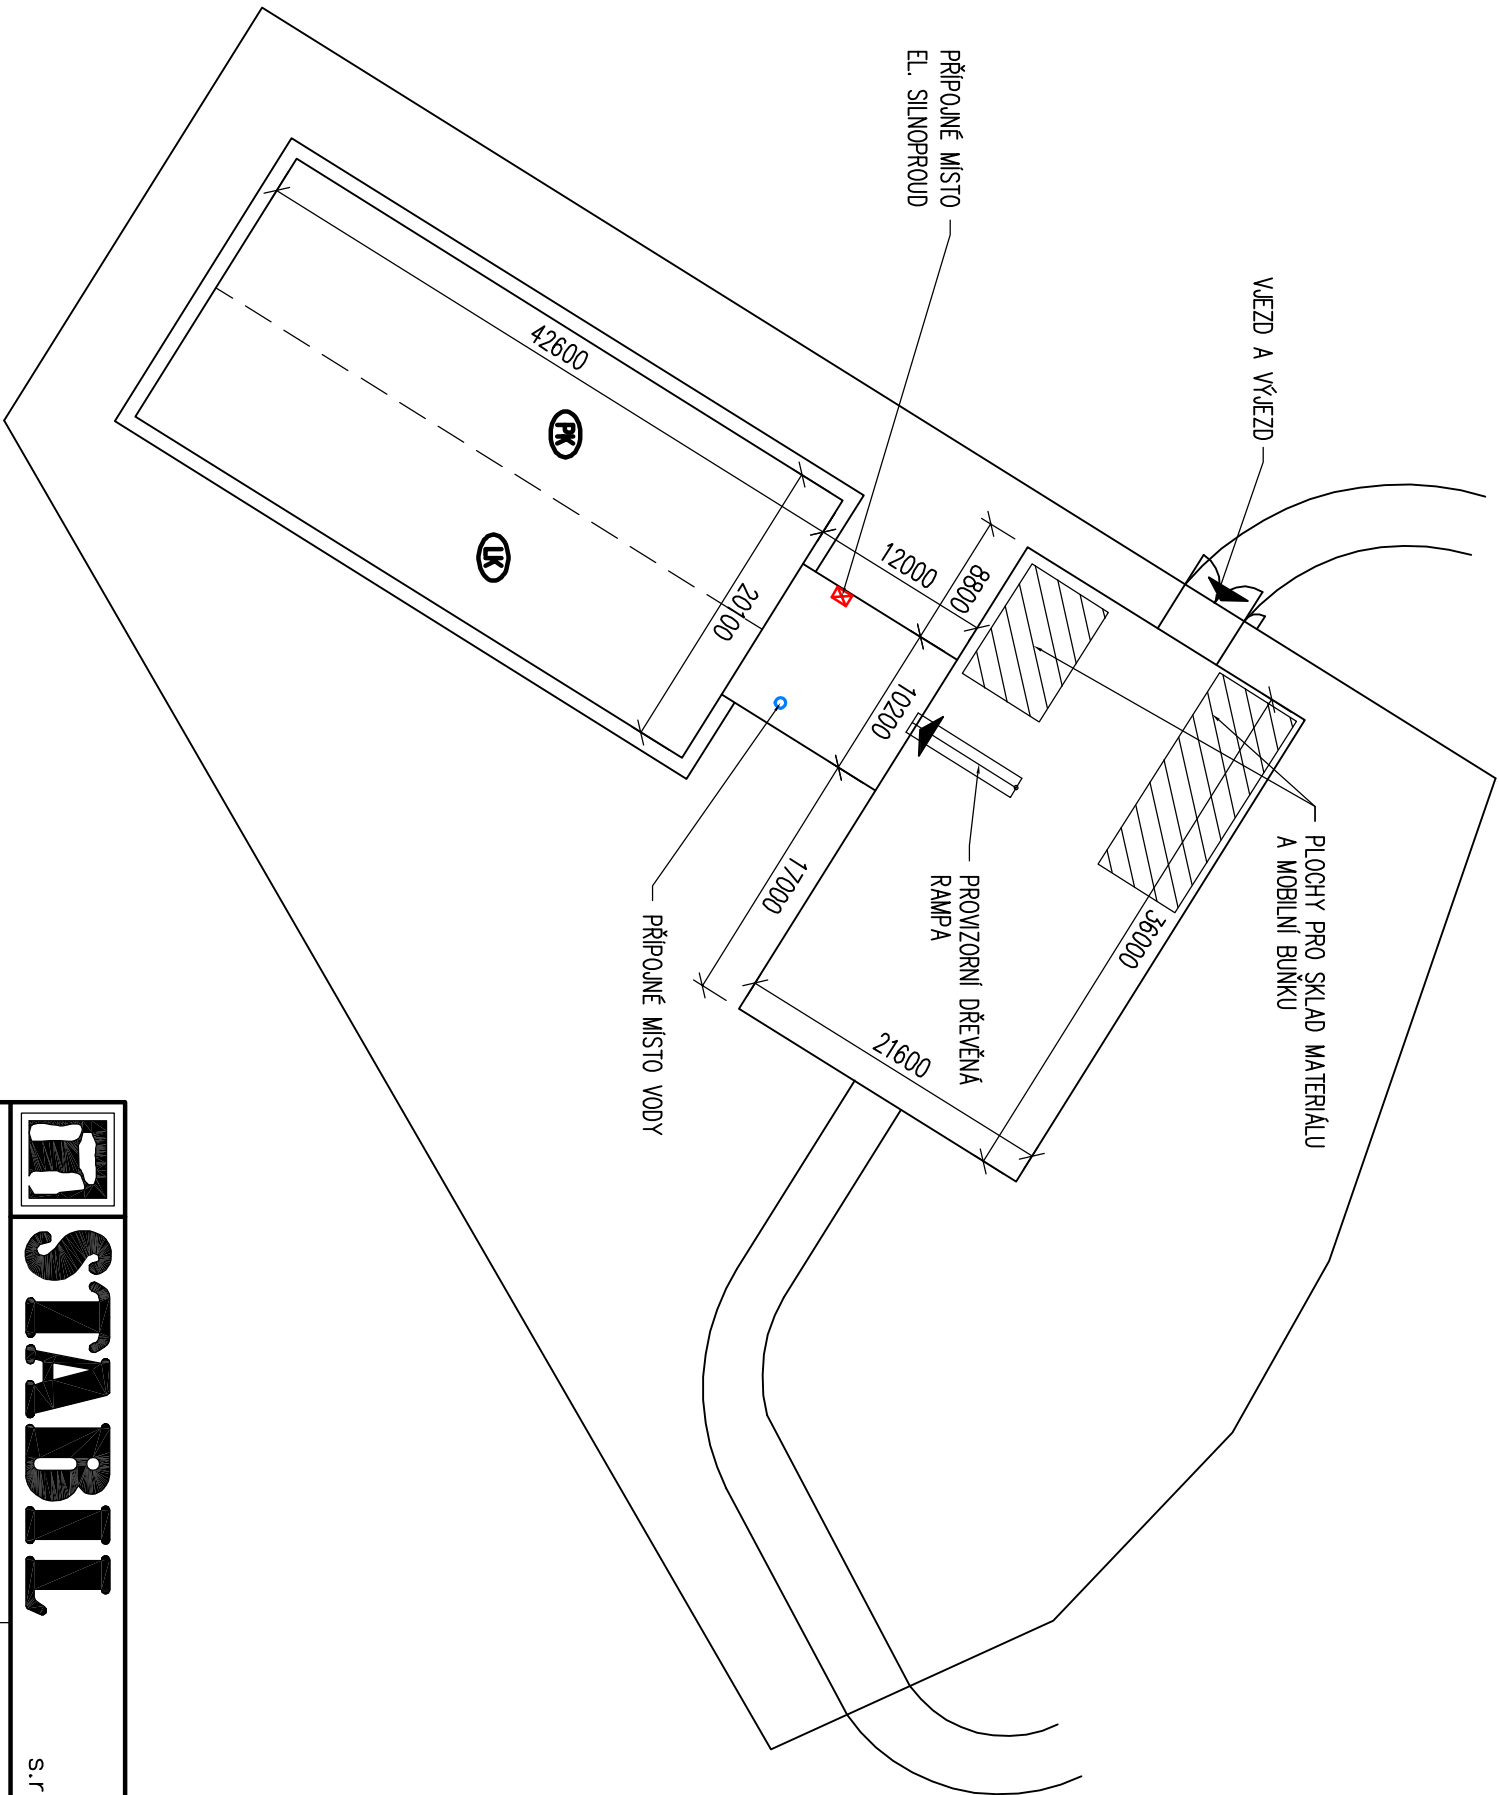 PŘÍPOJNÉ MÍSTO
EL. SILNOPROUD
VJEZD A VÝJEZD
42600
PK
LK
20100
12000
8800
10200
17000
36000
21600
PLOCHY PRO SKLAD MATERIÁLU
A MOBILNÍ BUŇKU
PROVIZORNÍ DŘEVĚNÁ
RAMPA
PŘÍPOJNÉ MÍSTO VODY
STABIL
s.r